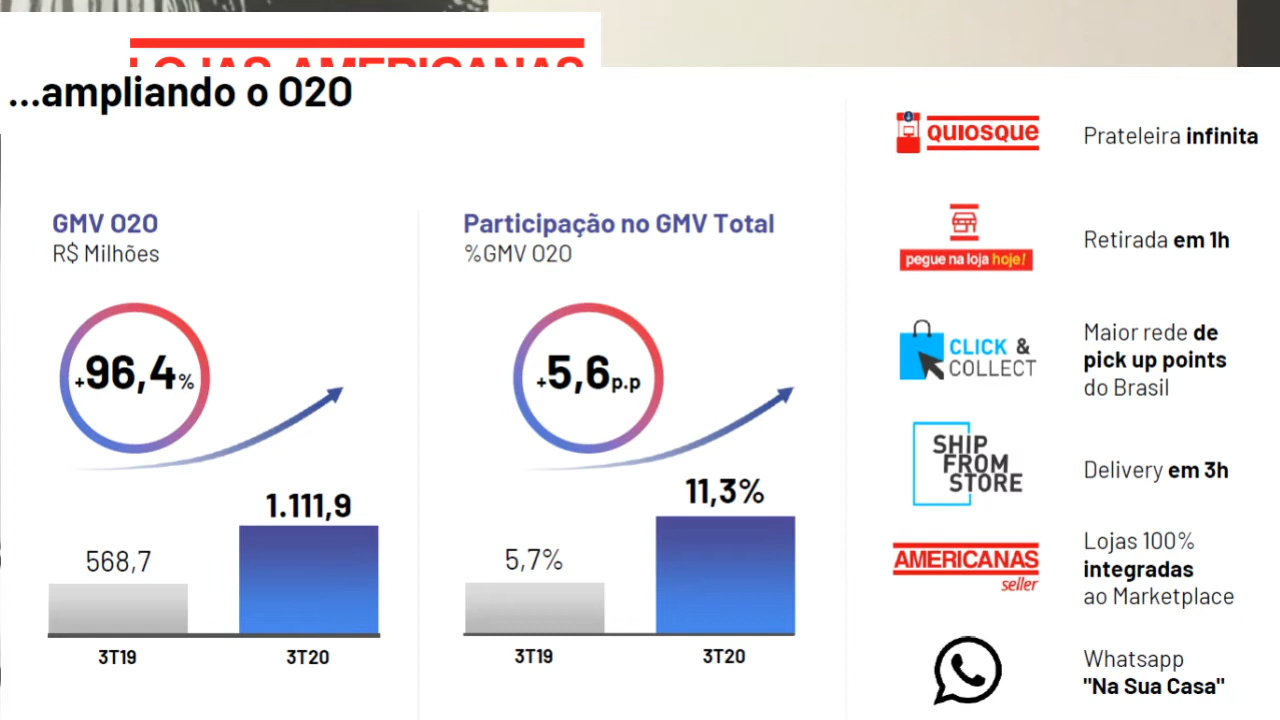 LOJAS AMERICANAS
...ampliando o O2O
GMV O2O
R$ Milhões
+96,4%
568,7
1.111,9
3T19
3T20
Participação no GMV Total
%GMV O2O
+5,6p.p
5,7%
11,3%
3T19
3T20
QUIOSQUE
Prateleira infinita
pegue na loja hoje!
Retirada em 1h
CLICK &
COLLECT
Maior rede de
pick up points
do Brasil
SHIP
FROM
STORE
Delivery em 3h
AMERICANAS
seller
Lojas 100%
integradas
ao Marketplace
Whatsapp
"Na Sua Casa"